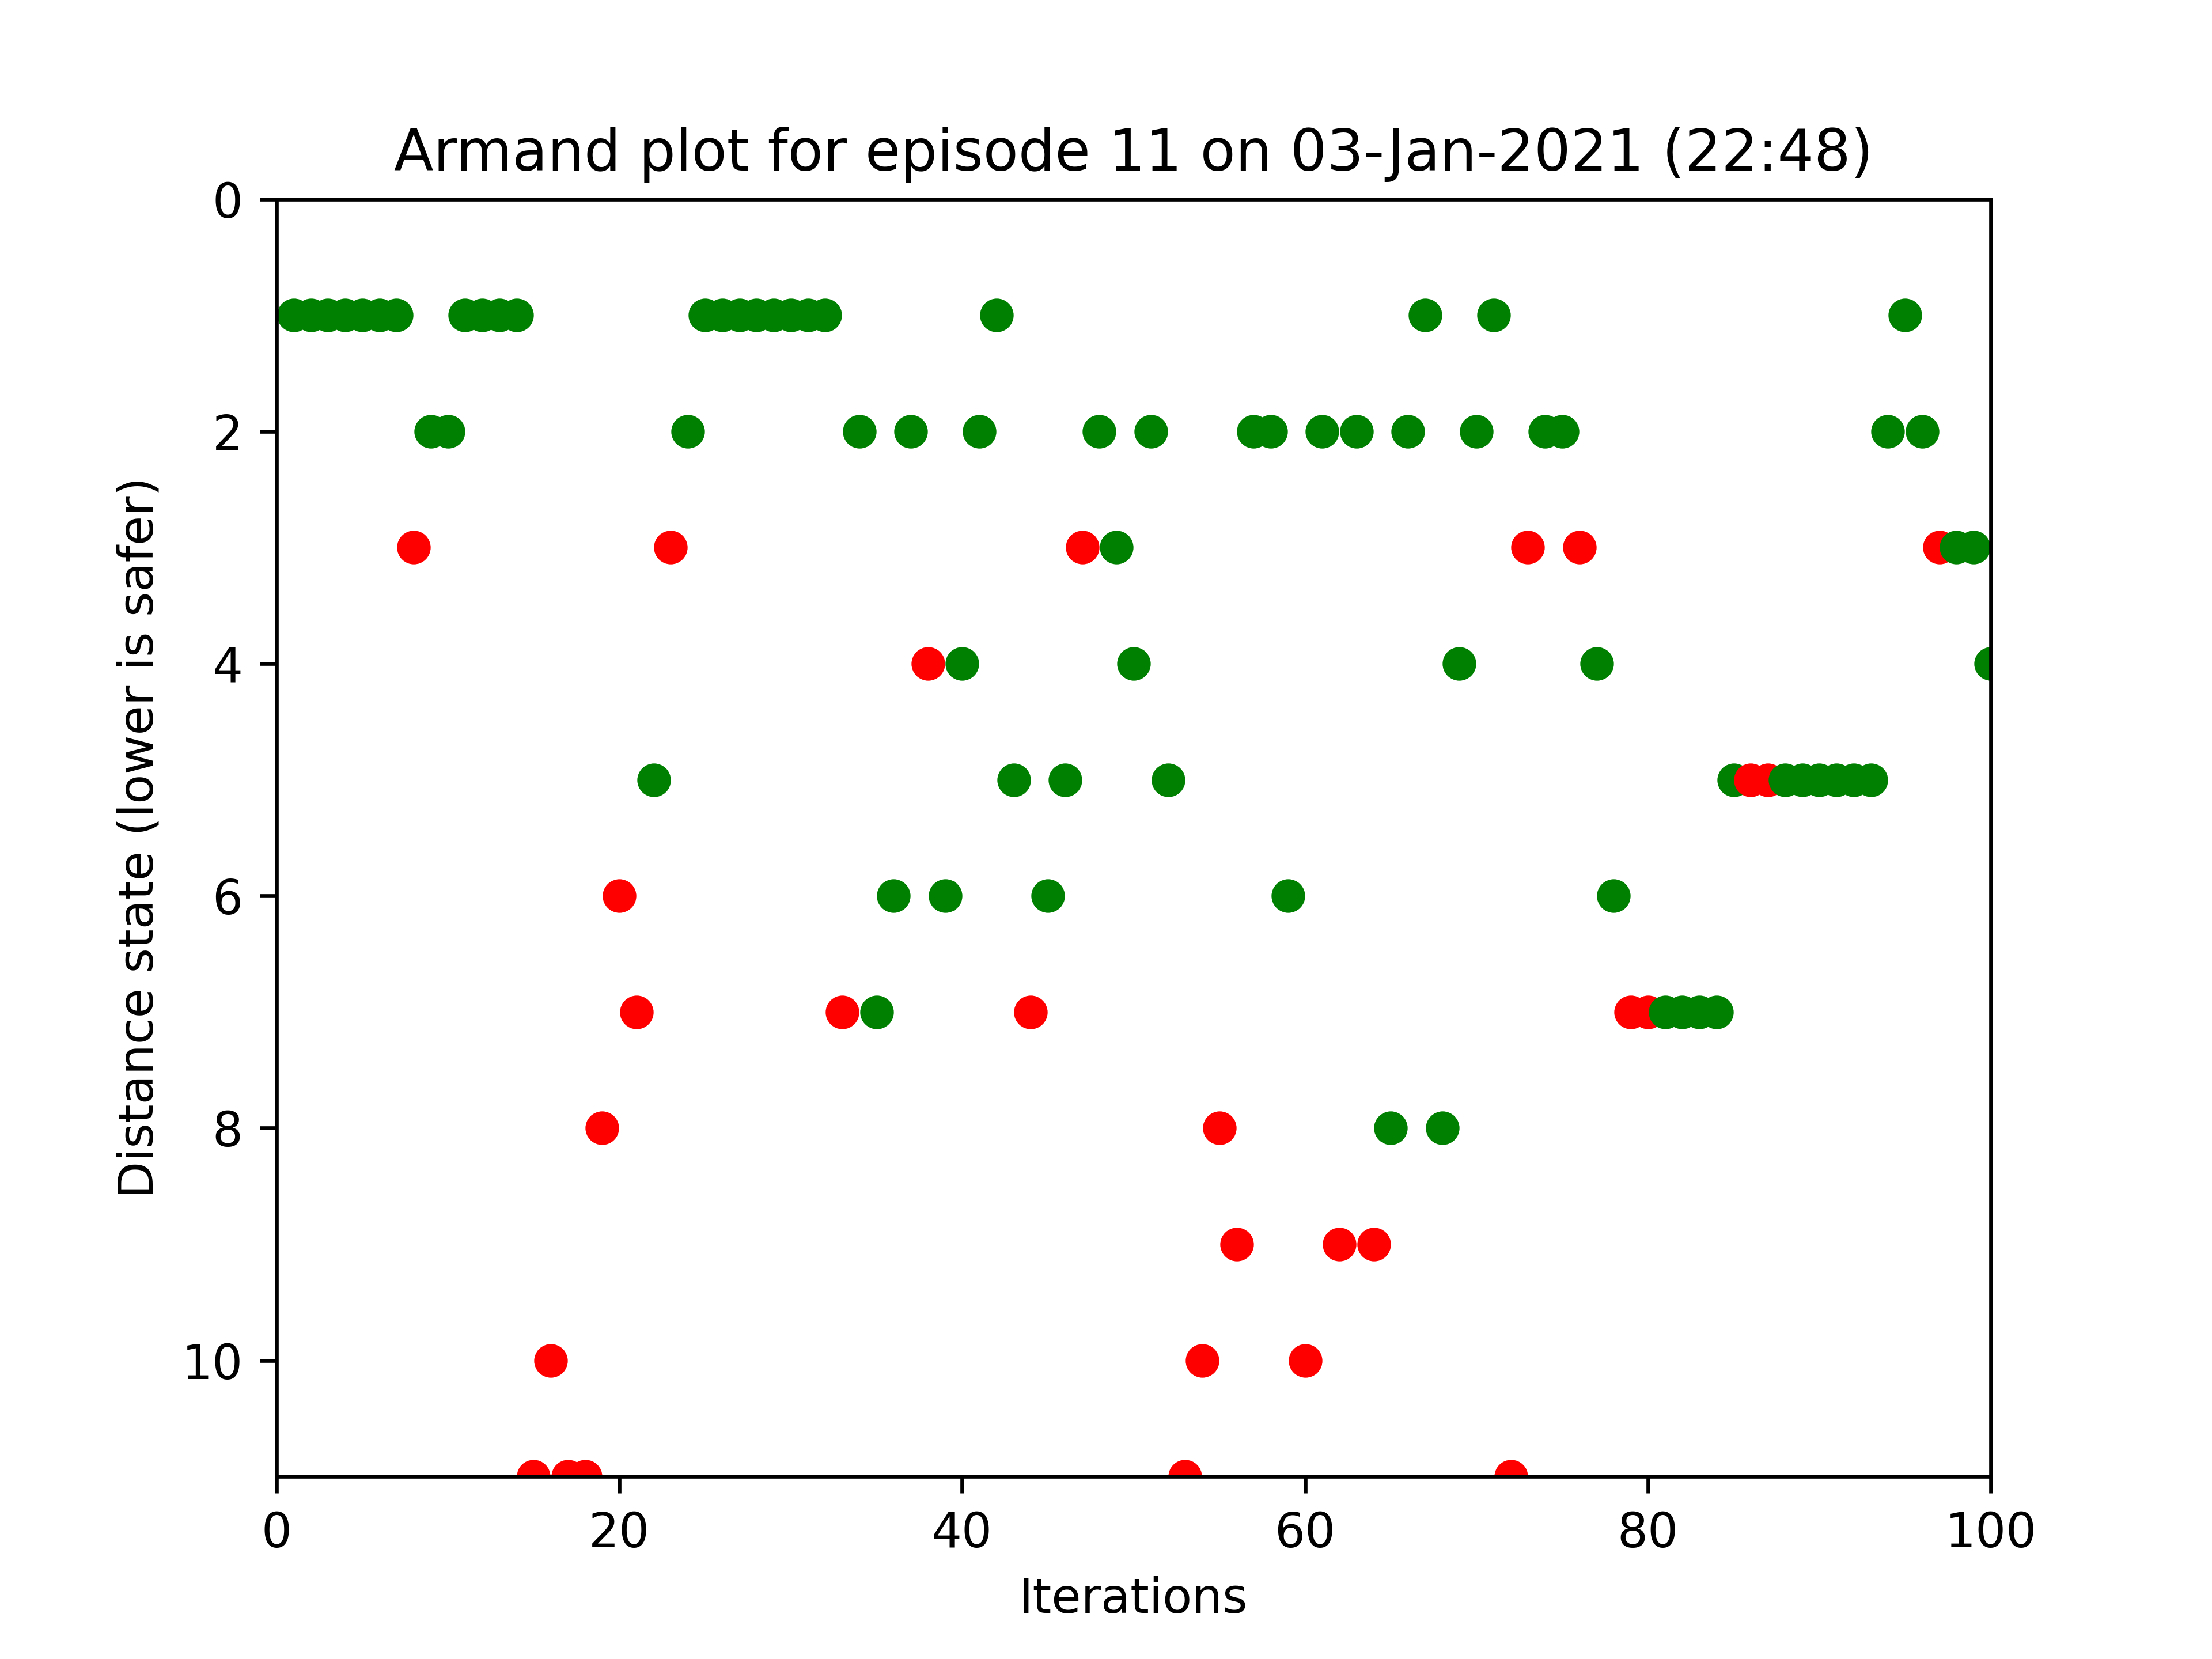 Armand plot for episode 11 on 03-Jan-2021 (22:48)
0
2
4
6
8
10
Distance state (lower is safer)
0 20 40 60 80 100
Iterations